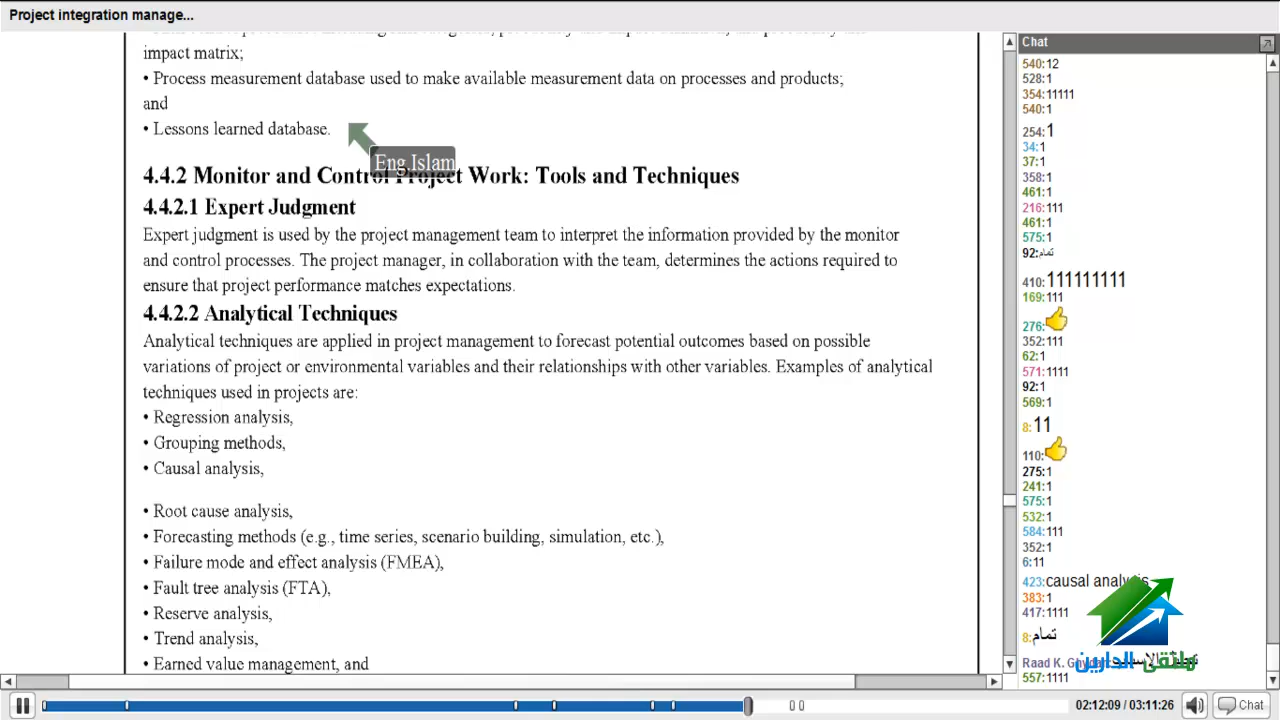 Project integration manage...
impact matrix;
• Process measurement database used to make available measurement data on processes and products;
and
• Lessons learned database.
Eng.Islam
4.4.2 Monitor and Control Project Work: Tools and Techniques
4.4.2.1 Expert Judgment
Expert judgment is used by the project management team to interpret the information provided by the monitor
and control processes. The project manager, in collaboration with the team, determines the actions required to
ensure that project performance matches expectations.
4.4.2.2 Analytical Techniques
Analytical techniques are applied in project management to forecast potential outcomes based on possible
variations of project or environmental variables and their relationships with other variables. Examples of analytical
techniques used in projects are:
• Regression analysis,
• Grouping methods,
• Causal analysis,
• Root cause analysis,
• Forecasting methods (e.g., time series, scenario building, simulation, etc.),
• Failure mode and effect analysis (FMEA),
• Fault tree analysis (FTA),
• Reserve analysis,
• Trend analysis,
• Earned value management, and
Chat
540:12
528:1
354:11111
540:1
254:1
34:1
37:1
358:1
461:1
216:111
461:1
575:1
92:تمام
410:111111111
169:111
276:
352:111
62:1
571:1111
92:1
569:1
8:11
110:
275:1
241:1
575:1
532:1
584:111
352:1
6:11
423:causal analysis
383:1
417:1111
8:تمام
Raad K.
557:1111
ملتقى الدارين
02:12:09 / 03:11:26
Chat